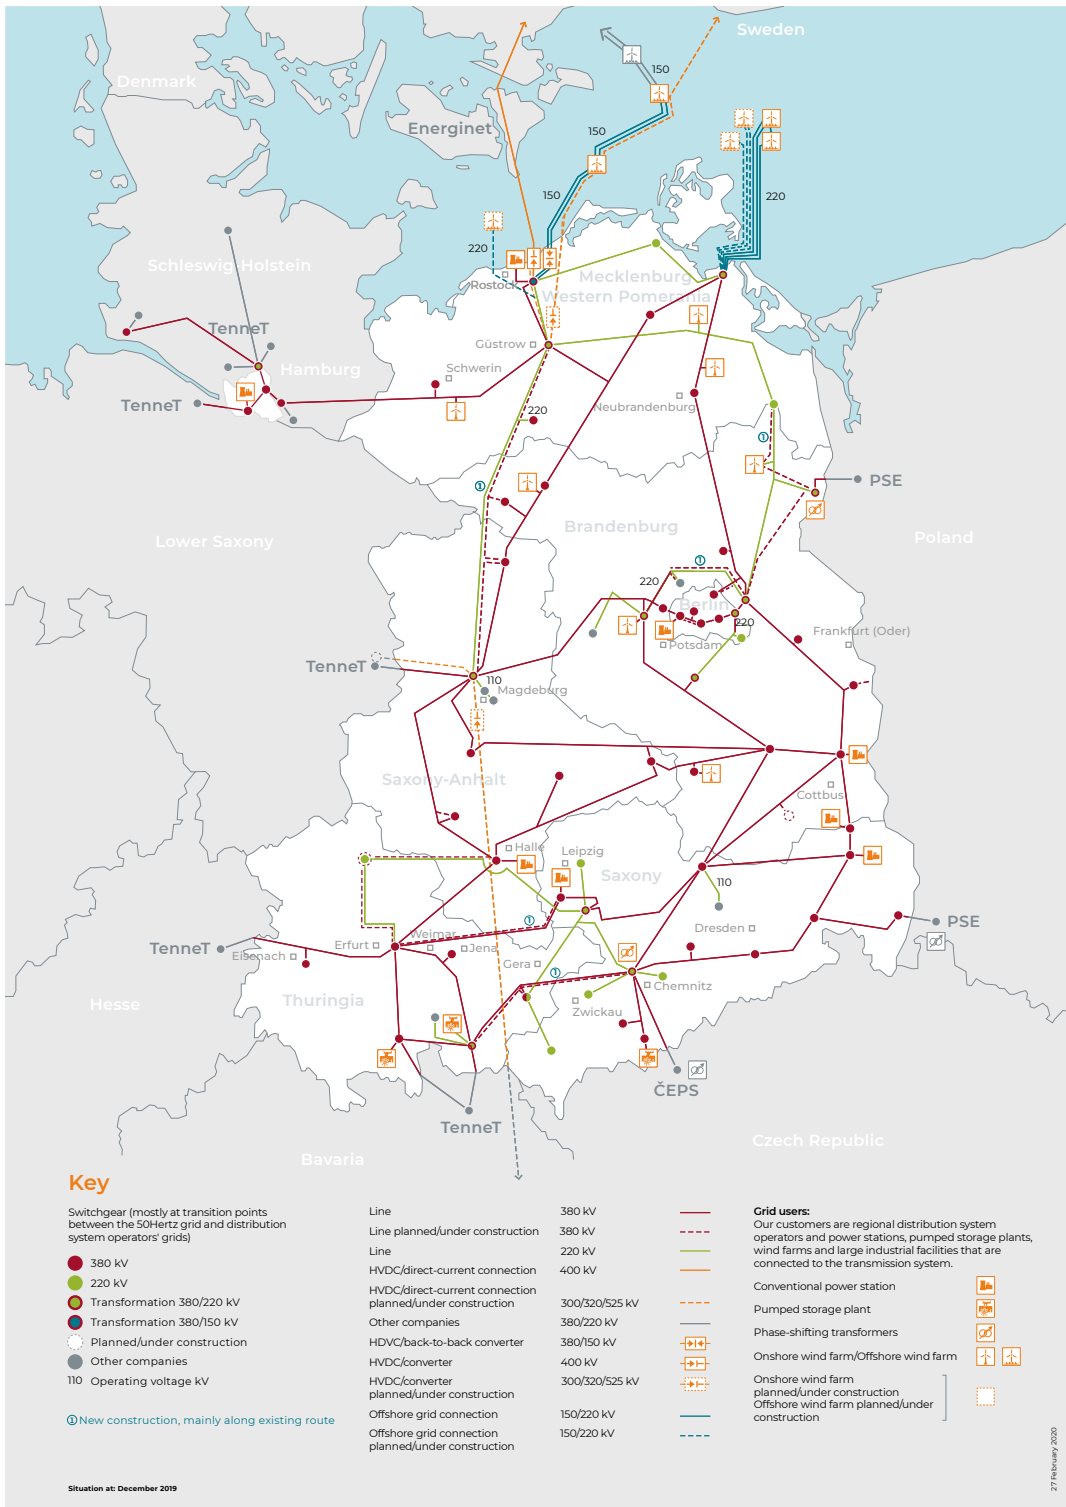 Sweden
150
Denmark
Energinet
150
150
220
220
Schleswig-Holstein
Mecklenburg
Western Pomerania
Rostock
TenneT
Güstrow
Hamburg
Schwerin
TenneT
Neubrandenburg
220
1
1
PSE
Brandenburg
Lower Saxony
Poland
1
220
Berlin
220
Frankfurt (Oder)
Potsdam
TenneT
110
Magdeburg
Saxony-Anhalt
Cottbus
Halle
Leipzig
Saxony
110
1
Dresden
PSE
Weimar
Erfurt
TenneT
Jena
Eisenach
Gera
1
Chemnitz
Thuringia
Hesse
Zwickau
ČEPS
TenneT
Czech Republic
Bavaria
Key
Switchgear (mostly at transition points
between the 50Hertz grid and distribution
system operators' grids)
380 kV
220 kV
Transformation 380/220 kV
Transformation 380/150 kV
Planned/under construction
Other companies
110 Operating voltage kV
1 New construction, mainly along existing route
Situation at: December 2019
Line 380 kV
Line planned/under construction 380 kV
Line 220 kV
HVDC/direct-current connection 400 kV
HVDC/direct-current connection
planned/under construction 300/320/525 kV
Other companies 380/220 kV
HDVC/back-to-back converter 380/150 kV
HVDC/converter 400 kV
HVDC/converter 300/320/525 kV
planned/under construction
Offshore grid connection 150/220 kV
Offshore grid connection 150/220 kV
planned/under construction
Grid users:
Our customers are regional distribution system
operators and power stations, pumped storage plants,
wind farms and large industrial facilities that are
connected to the transmission system.
Conventional power station
Pumped storage plant
Phase-shifting transformers
Onshore wind farm/Offshore wind farm
Onshore wind farm
planned/under construction
Offshore wind farm planned/under
construction
27 February 2020